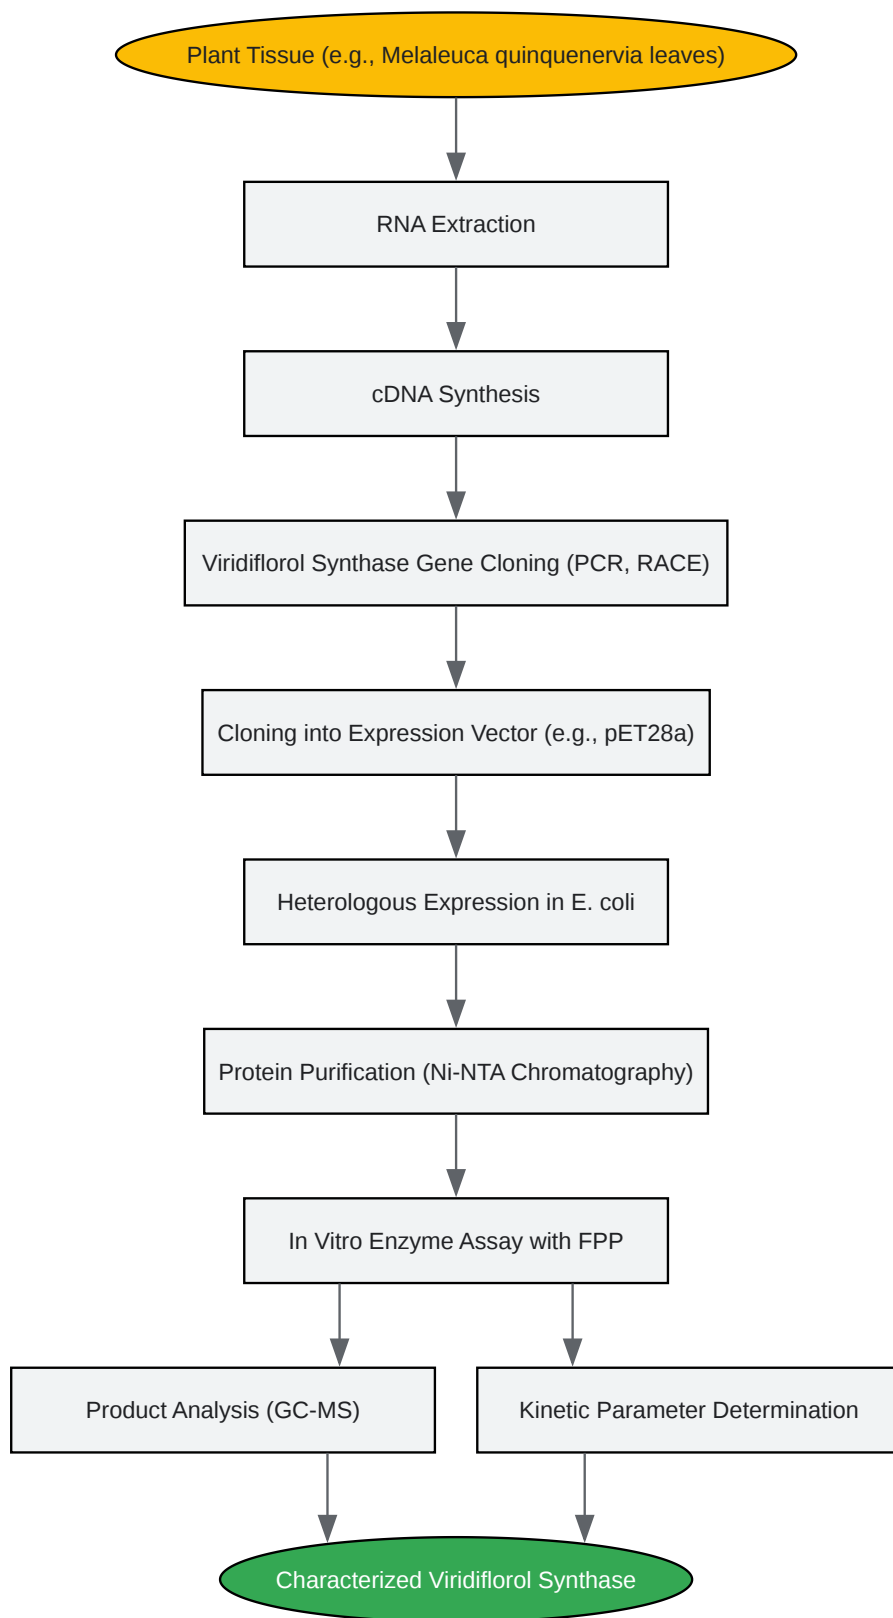 Plant Tissue (e.g., Melaleuca quinquenervia leaves)
RNA Extraction
cDNA Synthesis
Viridiflorol Synthase Gene Cloning (PCR, RACE)
Cloning into Expression Vector (e.g., pET28a)
Heterologous Expression in E. coli
Protein Purification (Ni-NTA Chromatography)
In Vitro Enzyme Assay with FPP
Product Analysis (GC-MS)
Kinetic Parameter Determination
Characterized Viridiflorol Synthase